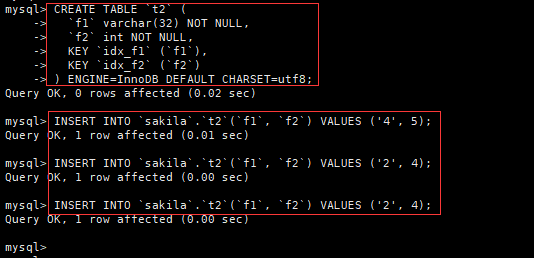 mysql> CREATE TABLE `t2` (
    ->   `f1` varchar(32) NOT NULL,
    ->   `f2` int NOT NULL,
    ->   KEY `idx_f1` (`f1`),
    ->   KEY `idx_f2` (`f2`)
    -> ) ENGINE=InnoDB DEFAULT CHARSET=utf8;
Query OK, 0 rows affected (0.02 sec)
mysql> INSERT INTO `sakila`.`t2`(`f1`, `f2`) VALUES ('4', 5);
Query OK, 1 row affected (0.01 sec)
mysql> INSERT INTO `sakila`.`t2`(`f1`, `f2`) VALUES ('2', 4);
Query OK, 1 row affected (0.00 sec)
mysql> INSERT INTO `sakila`.`t2`(`f1`, `f2`) VALUES ('2', 4);
Query OK, 1 row affected (0.00 sec)
mysql>